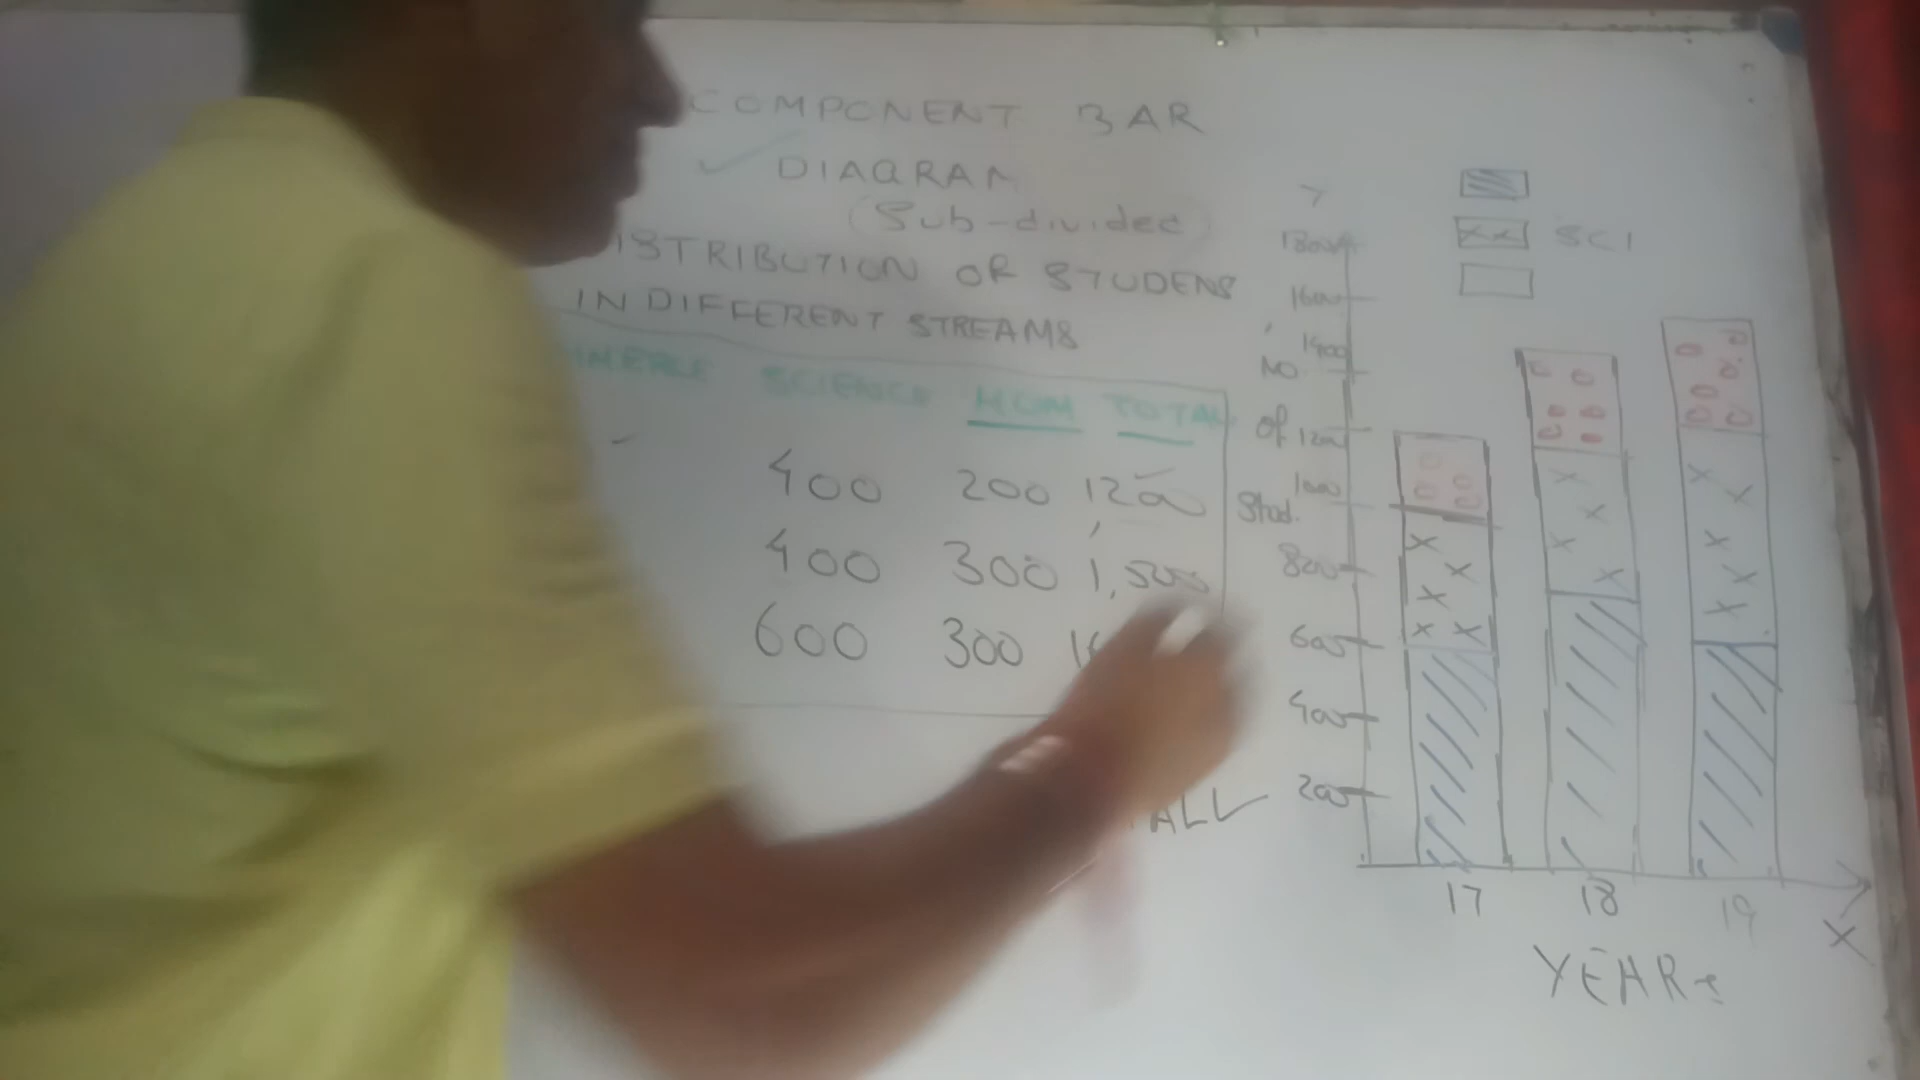 COMPONENT BAR
DIAGRAM
(Sub-divided)
ISTRIBUTION OF STUDENS
IN DIFFERENT STREAMS
MMERCE SCIENCE HUM TOTAL
400 200 1200
400 300 1,500
600 300
ALL
Y
1800
1600
1400
1200
1000
800
600
400
200
No
of
Stud.
SCI
17 18 19
X
YEAR